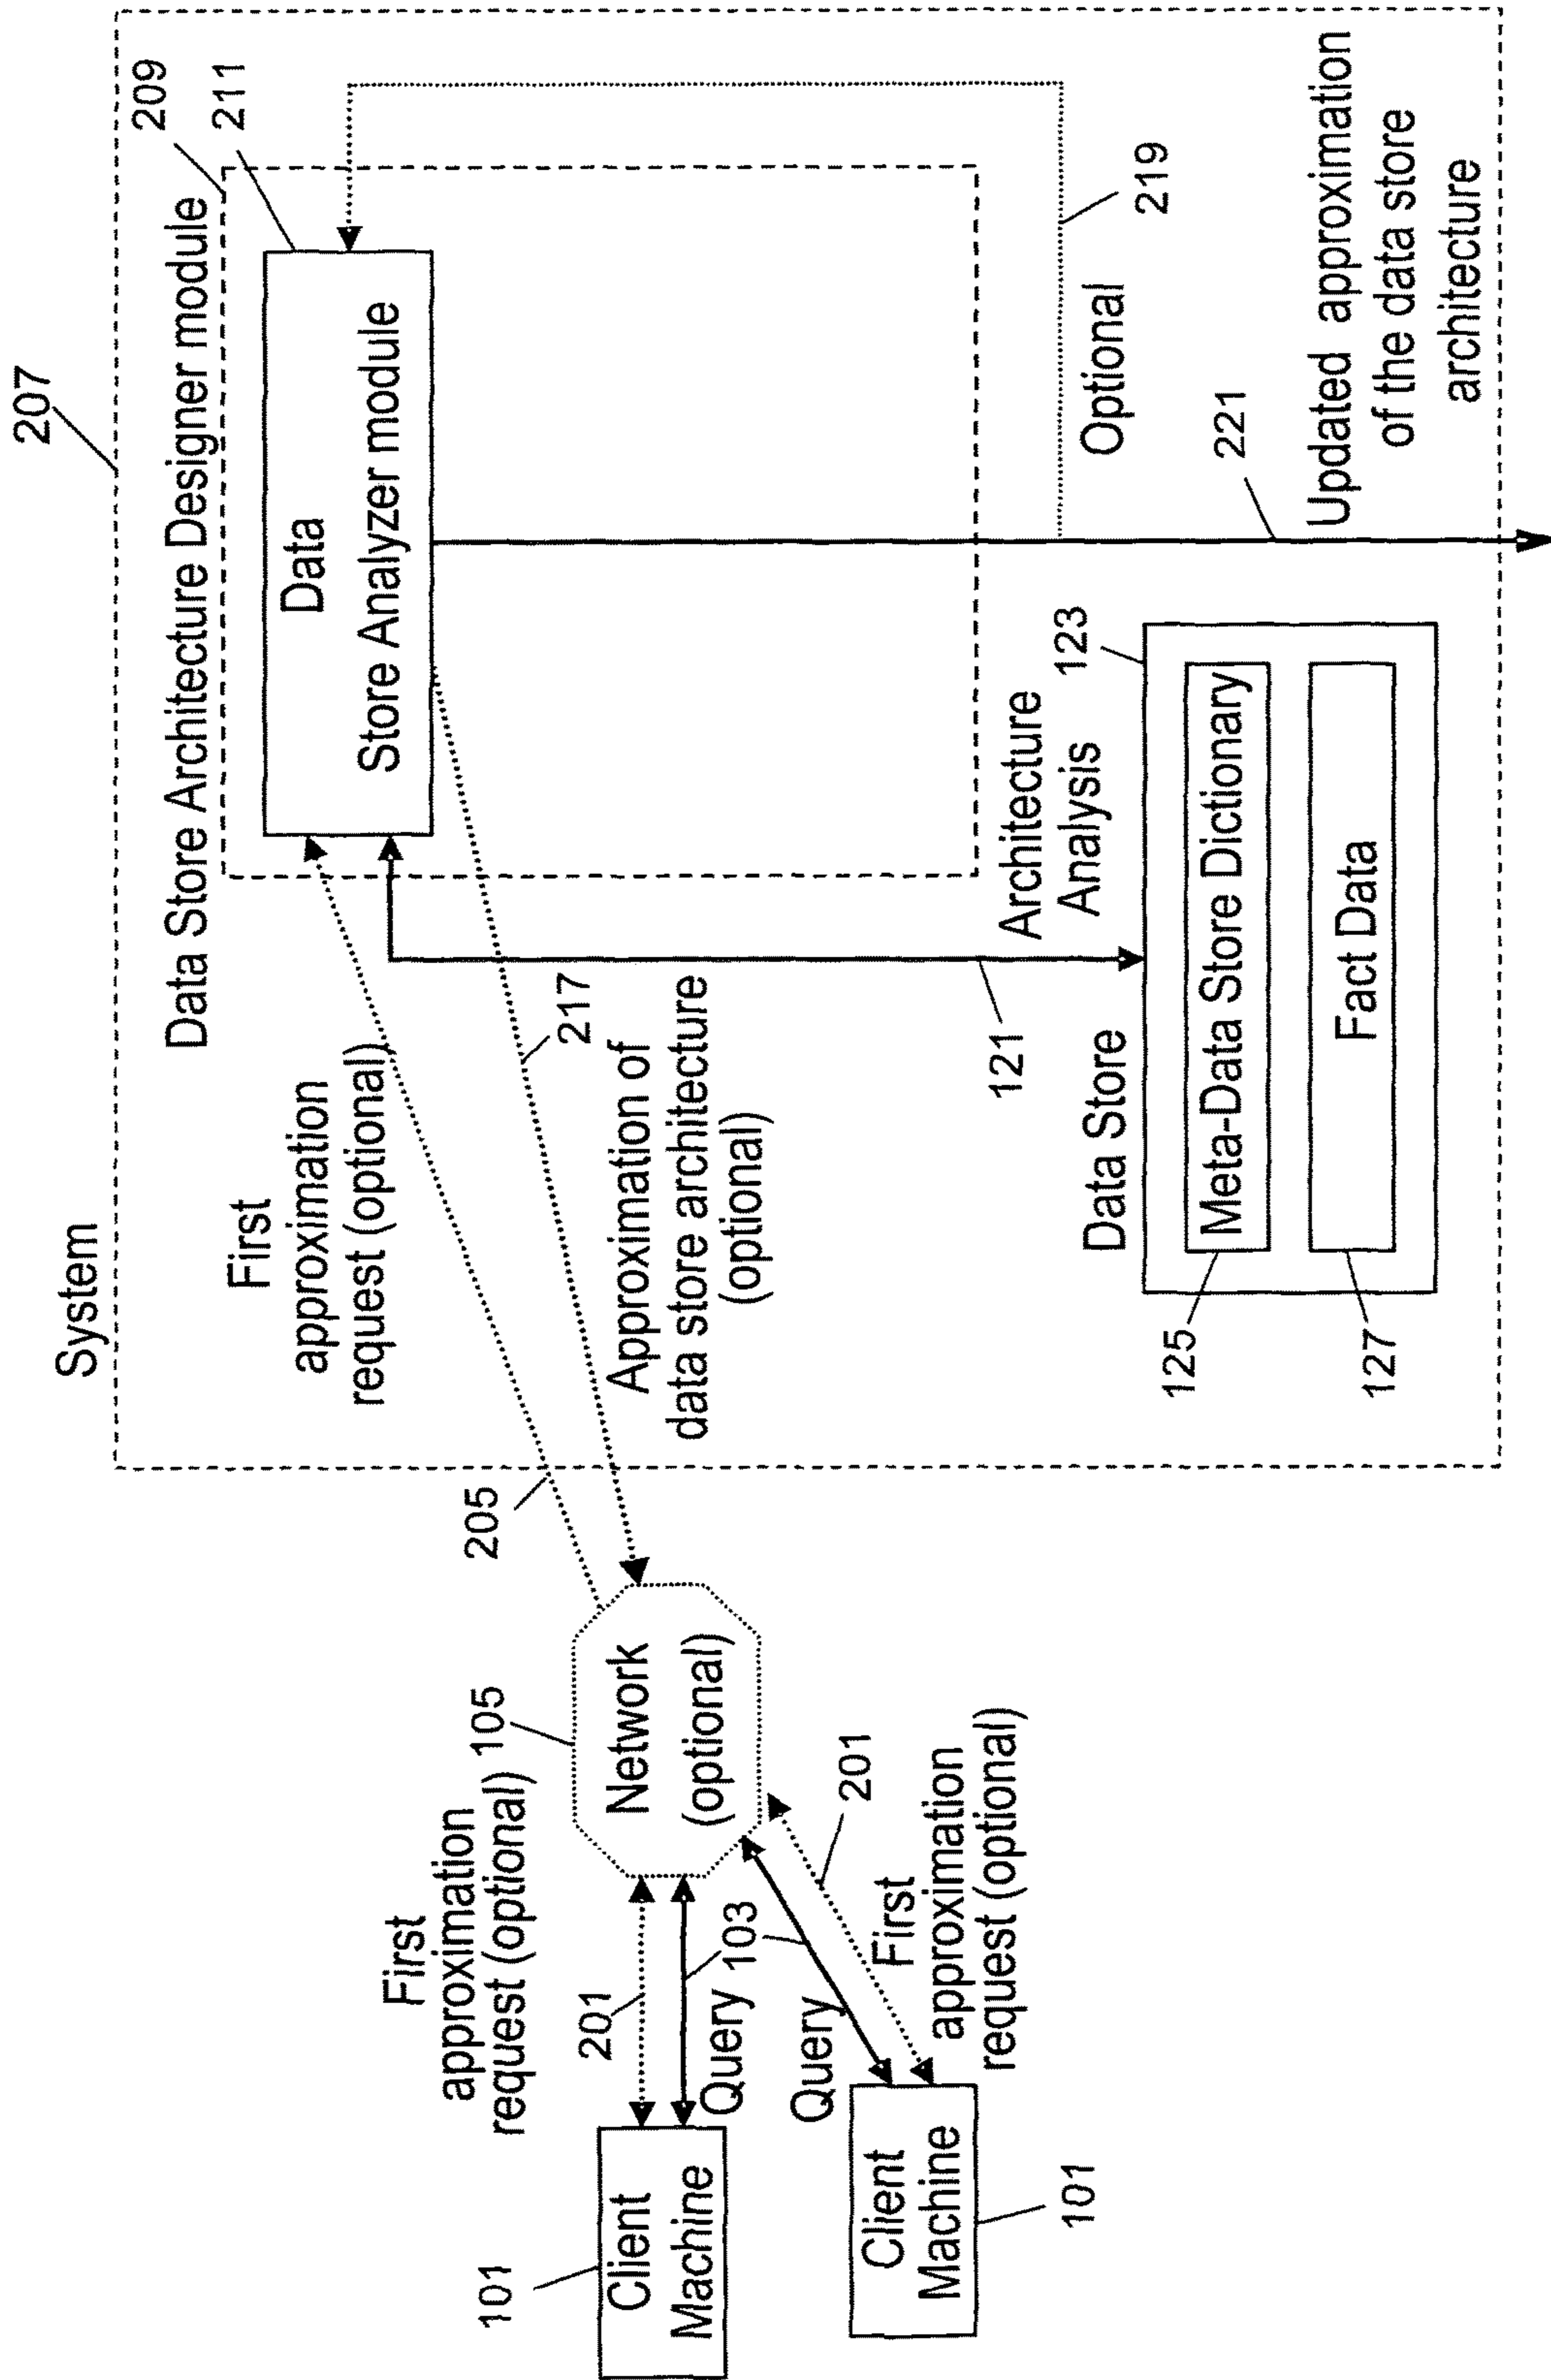 207
System
209
Data Store Architecture Designer module
211
First
approximation
request (optional)
Data
Store Analyzer module
205
217
Approximation of
data store architecture
(optional)
First
approximation
request (optional)
105
201
Network
(optional)
Query
103
Client
Machine
101
Query
201
First
approximation
request (optional)
Client
Machine
101
121
Architecture
Analysis
123
Data Store
Meta-Data Store Dictionary
125
Fact Data
127
Optional
219
221
Updated approximation
of the data store
architecture